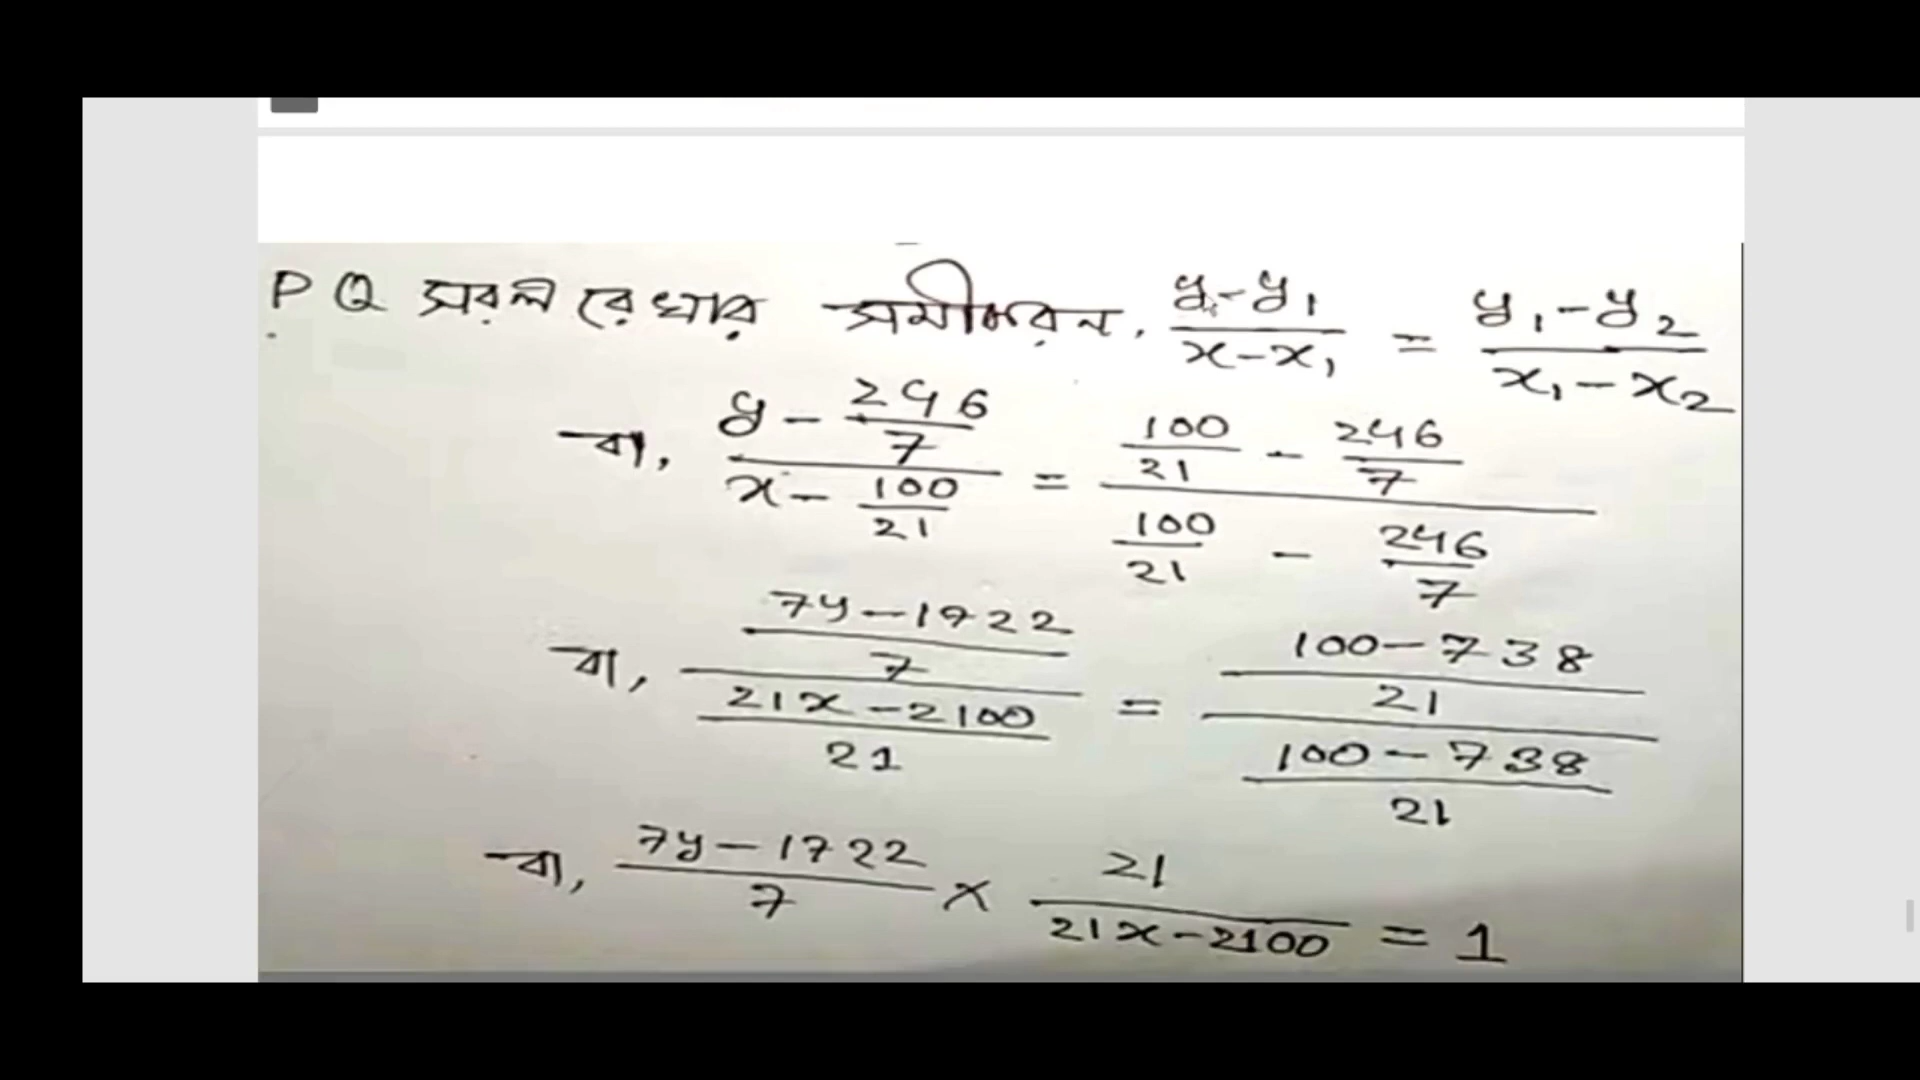 PQ সরল রেখার সমীকরন, (y-y₁)/(x-x₁) = (y₁-y₂)/(x₁-x₂)
বা, (y - 246/7)/(x - 100/21) = (100/21 - 246/7)/(100/21 - 246/7)
বা, ((7y-1722)/7)/((21x-2100)/21) = ((100-738)/21)/((100-738)/21)
বা, (7y-1722)/7 × 21/(21x-2100) = 1